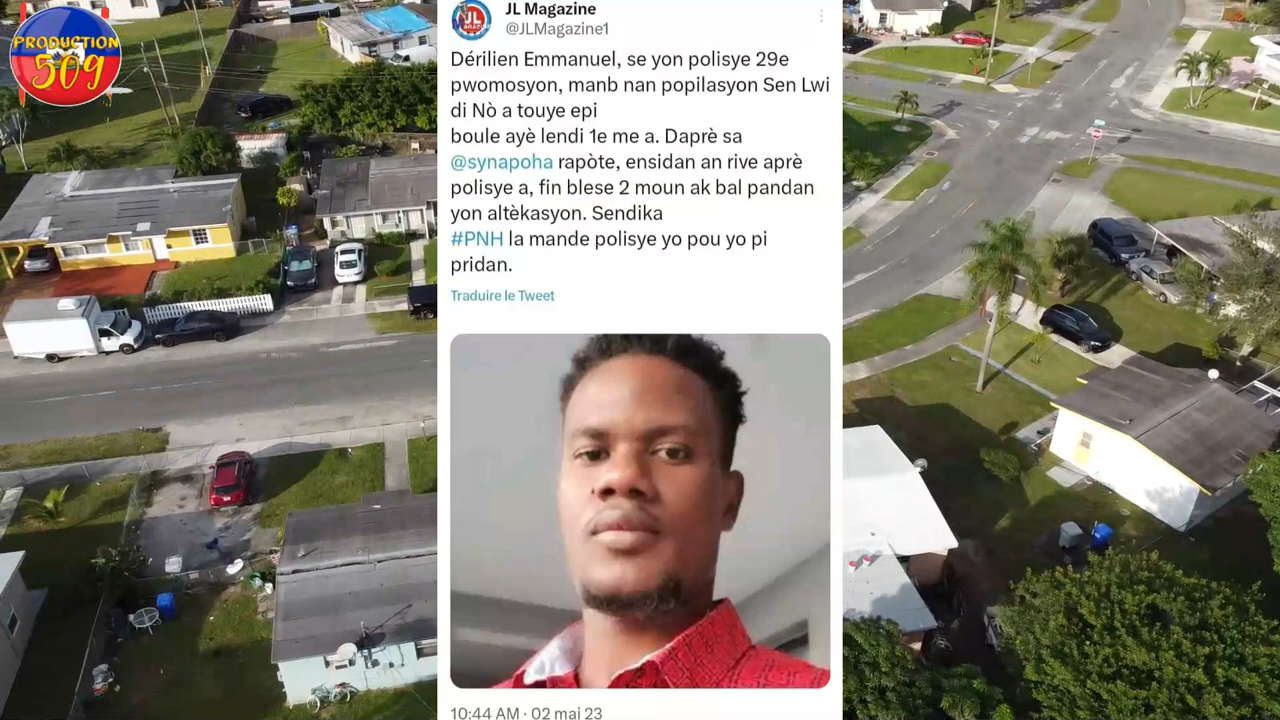 PRODUCTION
509
JL
JL Magazine
@JLMagazine1
Dérilien Emmanuel, se yon polisye 29e
pwomosyon, manb nan popilasyon Sen Lwi
di Nò a touye epi
boule ayè lendi 1e me a. Daprè sa
@synapoha rapòte, ensidan an rive aprè
polisye a, fin blese 2 moun ak bal pandan
yon altèkasyon. Sendika
#PNH la mande polisye yo pou yo pi
pridan.
Traduire le Tweet
10:44 AM · 02 mai 23